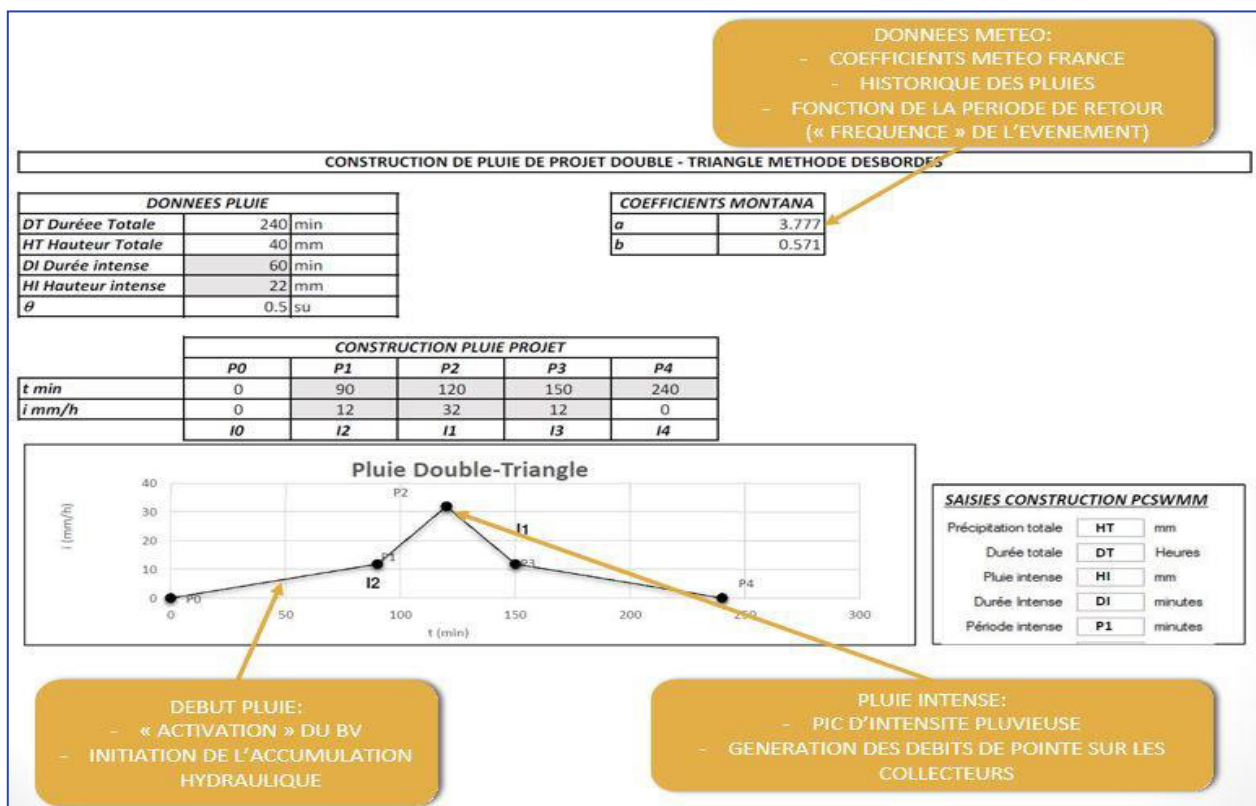 DONNEES METEO:
- COEFFICIENTS METEO FRANCE
- HISTORIQUE DES PLUIES
- FONCTION DE LA PERIODE DE RETOUR
(« FREQUENCE » DE L'EVENEMENT)
CONSTRUCTION DE PLUIE DE PROJET DOUBLE - TRIANGLE METHODE DESBORDES
DONNEES PLUIE
DT Duréee Totale 240 min
HT Hauteur Totale 40 mm
DI Durée intense 60 min
HI Hauteur intense 22 mm
θ 0.5 su
COEFFICIENTS MONTANA
a 3.777
b 0.571
CONSTRUCTION PLUIE PROJET
P0 P1 P2 P3 P4
t min 0 90 120 150 240
i mm/h 0 12 32 12 0
I0 I2 I1 I3 I4
Pluie Double-Triangle
i (mm/h)
40
30
20
10
0
P0
P1
P2
P3
P4
I2
I1
0 50 100 150 200 250 300
t (min)
SAISIES CONSTRUCTION PCSWMM
Précipitation totale HT mm
Durée totale DT Heures
Pluie intense HI mm
Durée Intense DI minutes
Période intense P1 minutes
DEBUT PLUIE:
- « ACTIVATION » DU BV
- INITIATION DE L'ACCUMULATION
HYDRAULIQUE
PLUIE INTENSE:
- PIC D'INTENSITE PLUVIEUSE
- GENERATION DES DEBITS DE POINTE SUR LES
COLLECTEURS